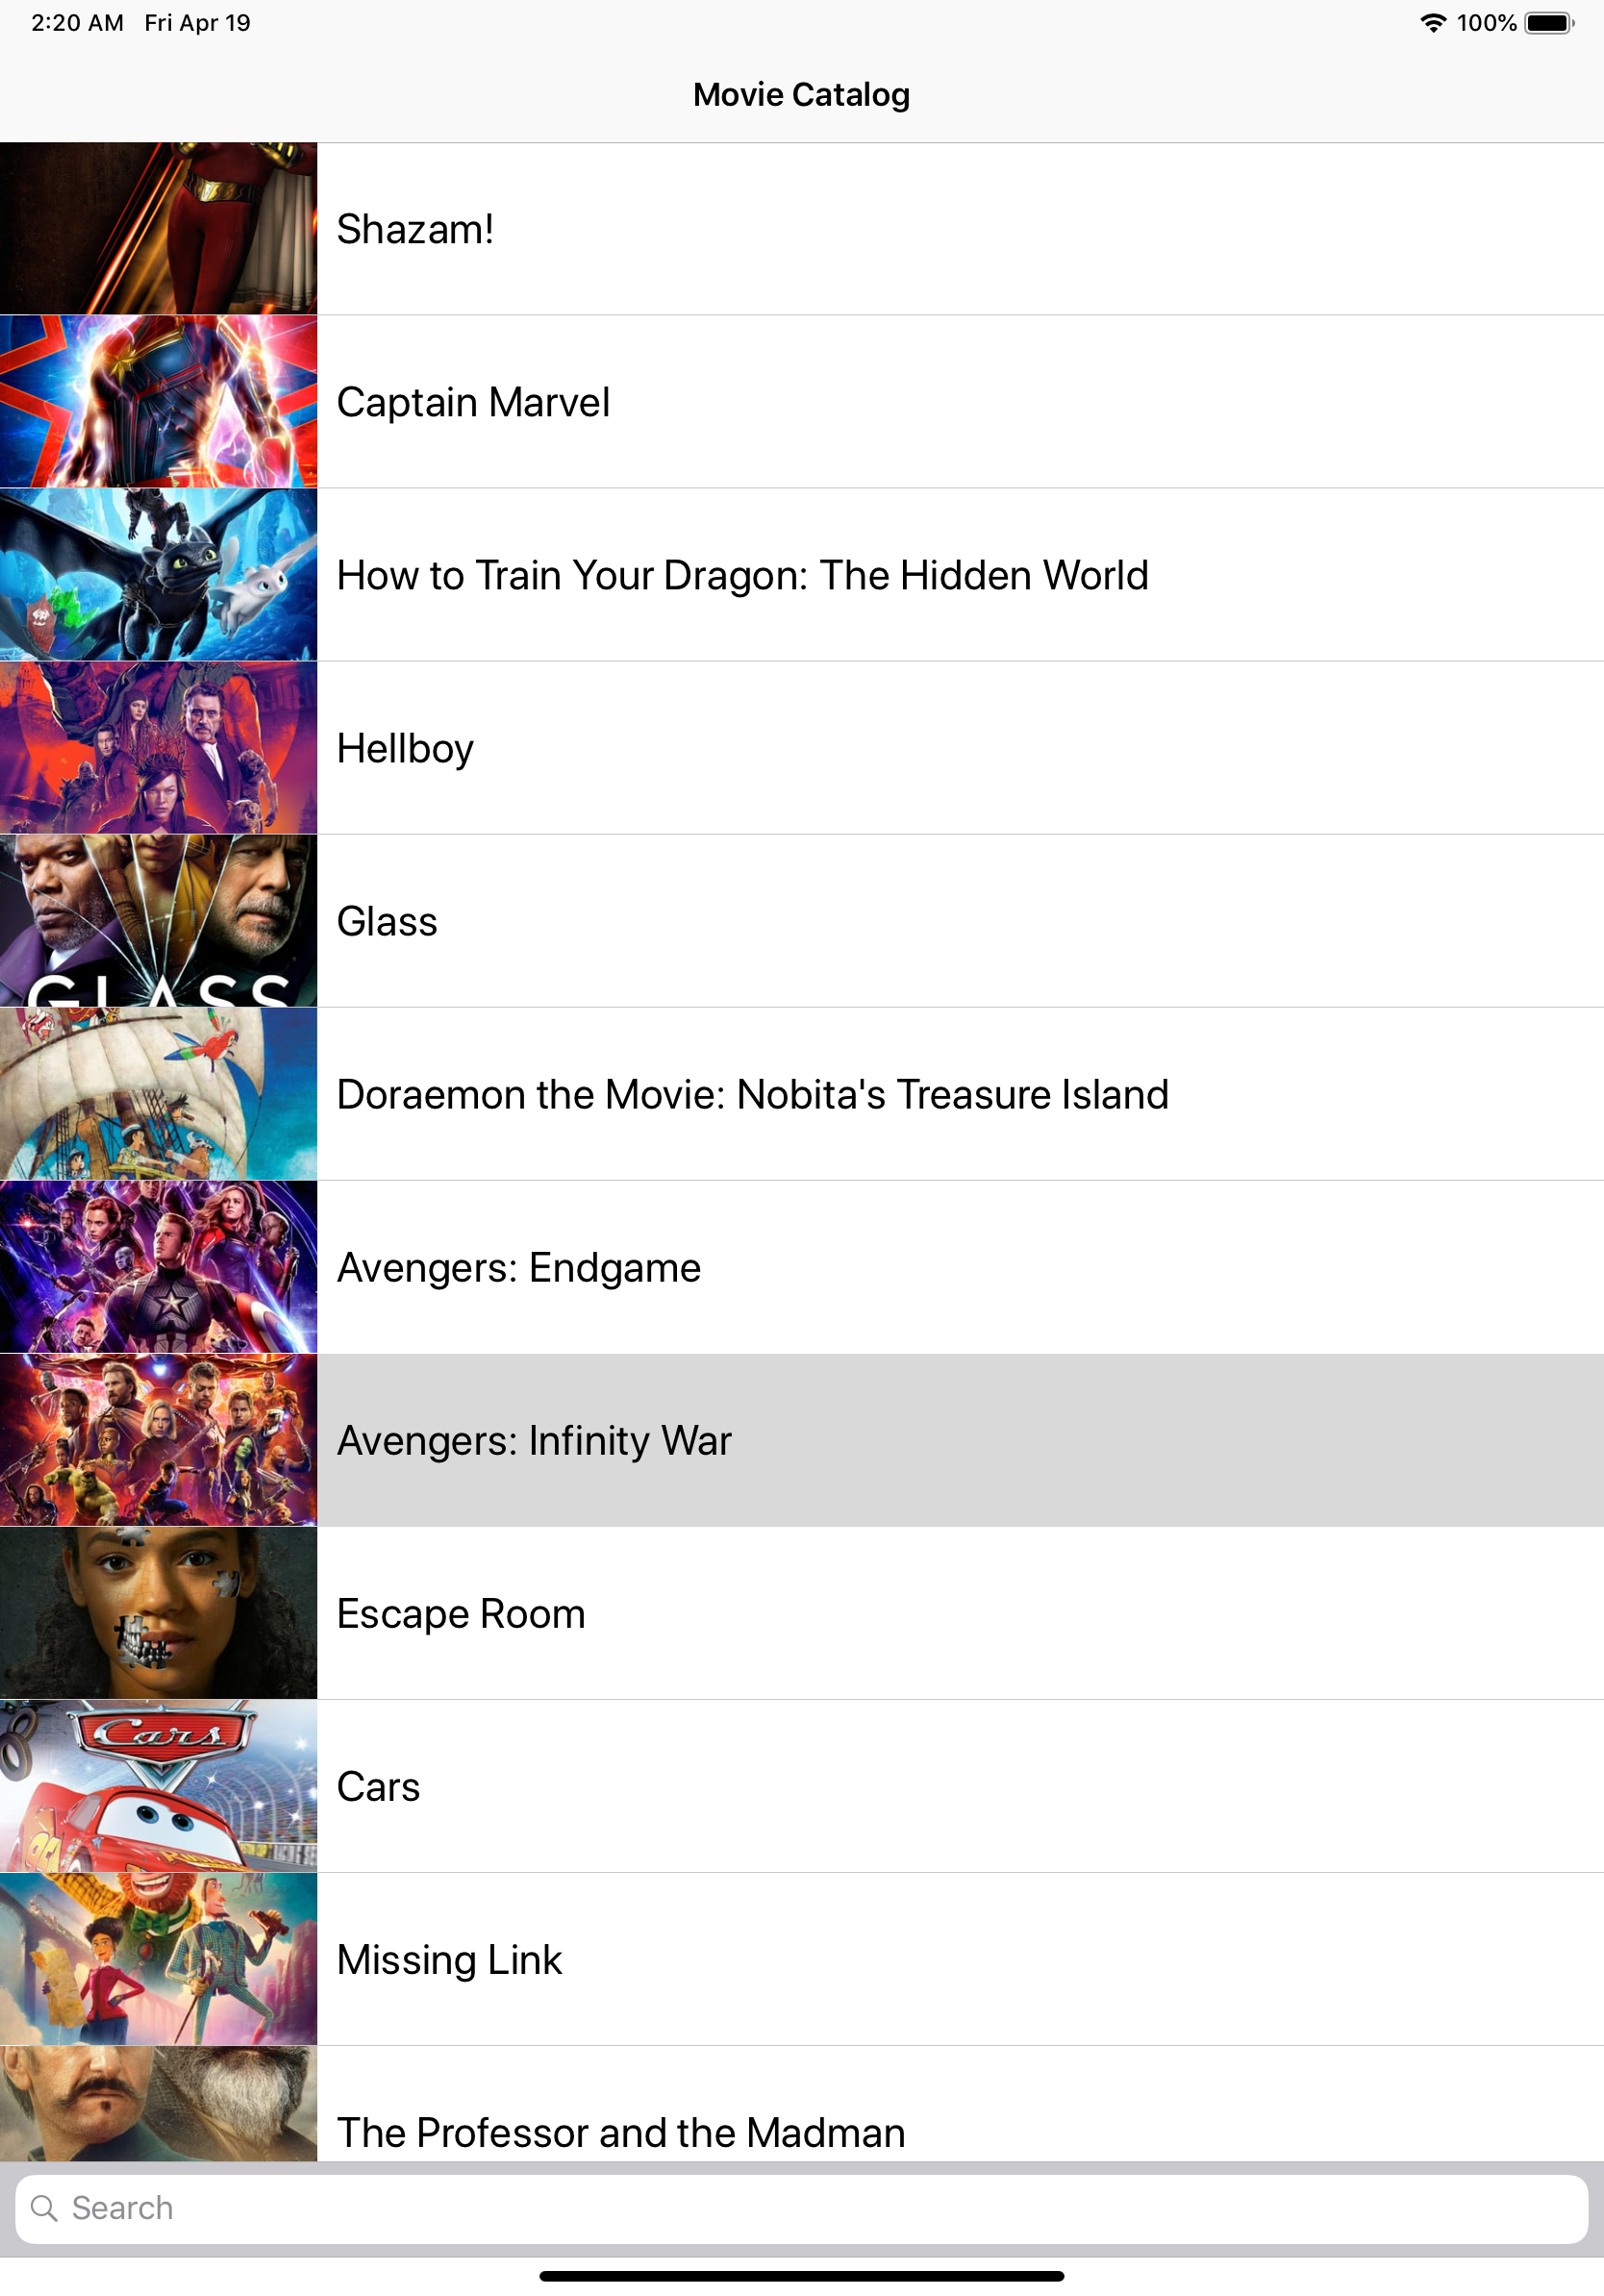 2:20 AM Fri Apr 19 100%
Movie Catalog
Shazam!
Captain Marvel
How to Train Your Dragon: The Hidden World
Hellboy
Glass
GLASS
Doraemon the Movie: Nobita's Treasure Island
Avengers: Endgame
Avengers: Infinity War
Escape Room
Cars
Cars
95
Missing Link
The Professor and the Madman
Search